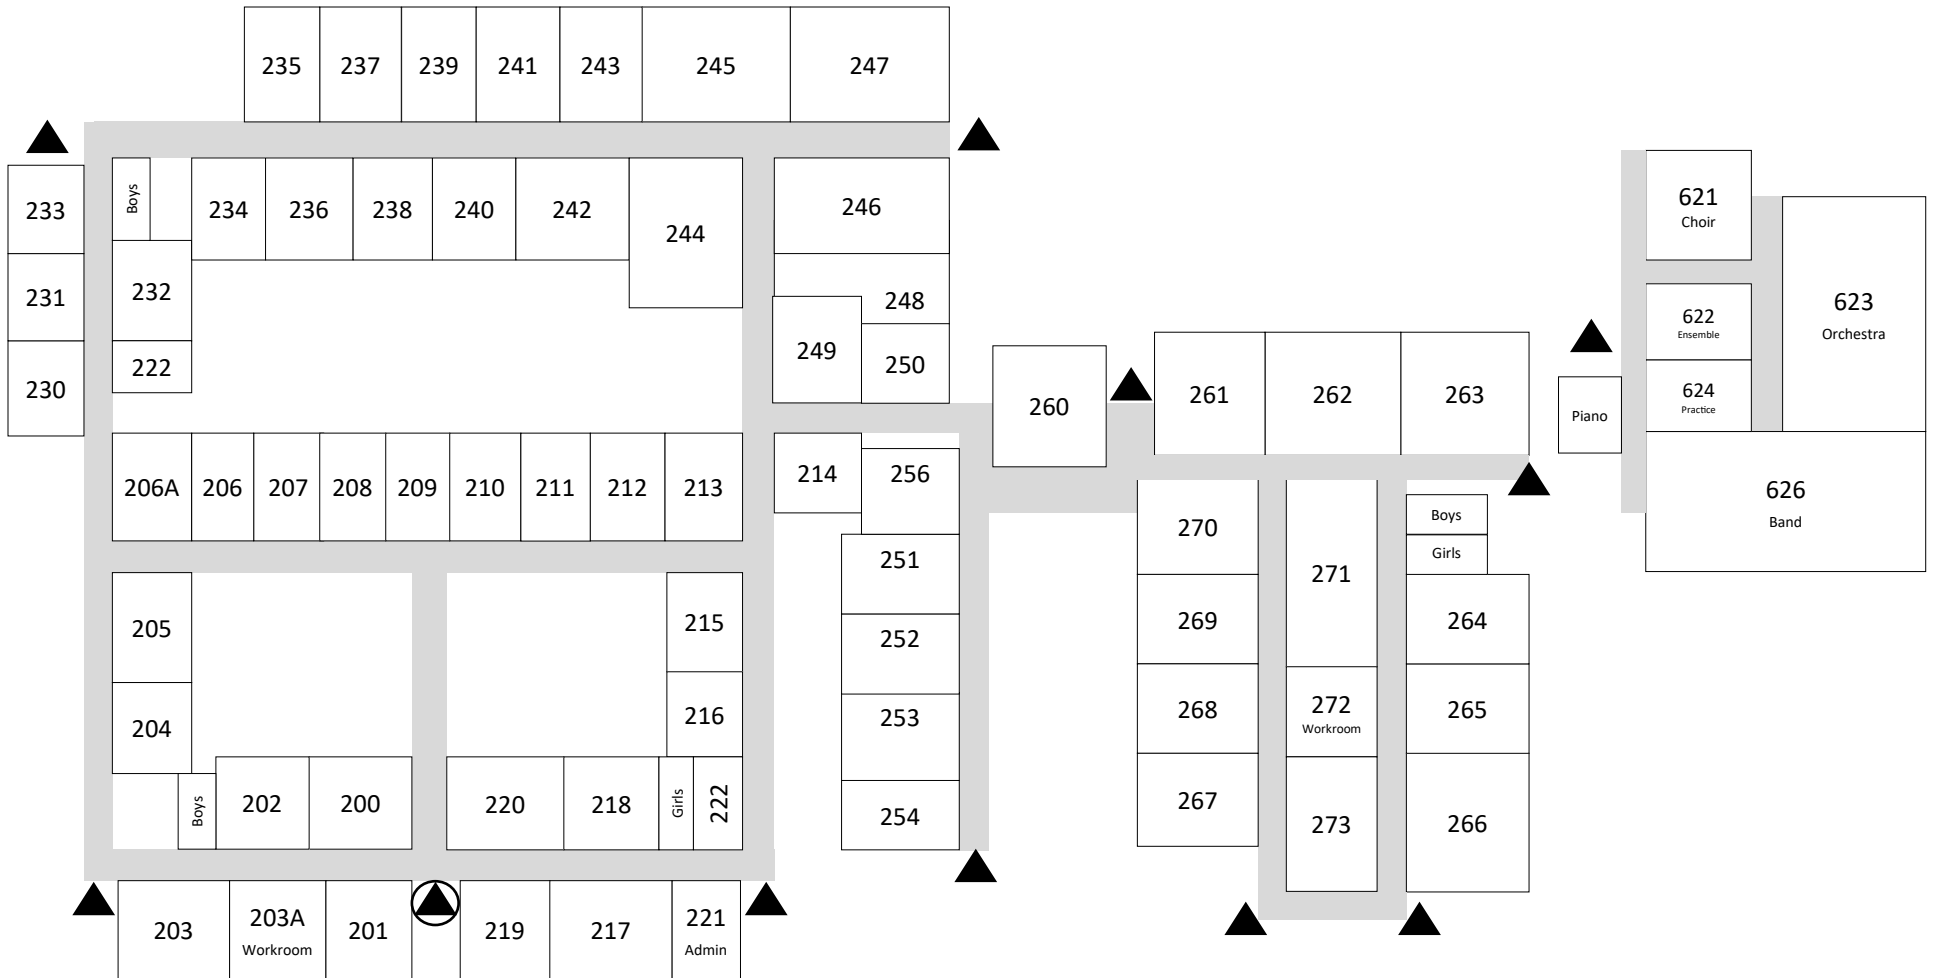 235 237 239 241 243 245 247
Boys 234 236 238 240 242 244 246
233
231 232 248
230 222 249 250
260 261 262 263
621
Choir
622
Ensemble
623
Orchestra
624
Practice
Piano
626
Band
206A 206 207 208 209 210 211 212 213 214 256
251
252
253
254
205 215
204 216
Boys 202 200 220 218 Girls 222
203 203A
Workroom
201 219 217 221
Admin
270 271 Boys
Girls
269 264
268 272
Workroom
265
267 273 266